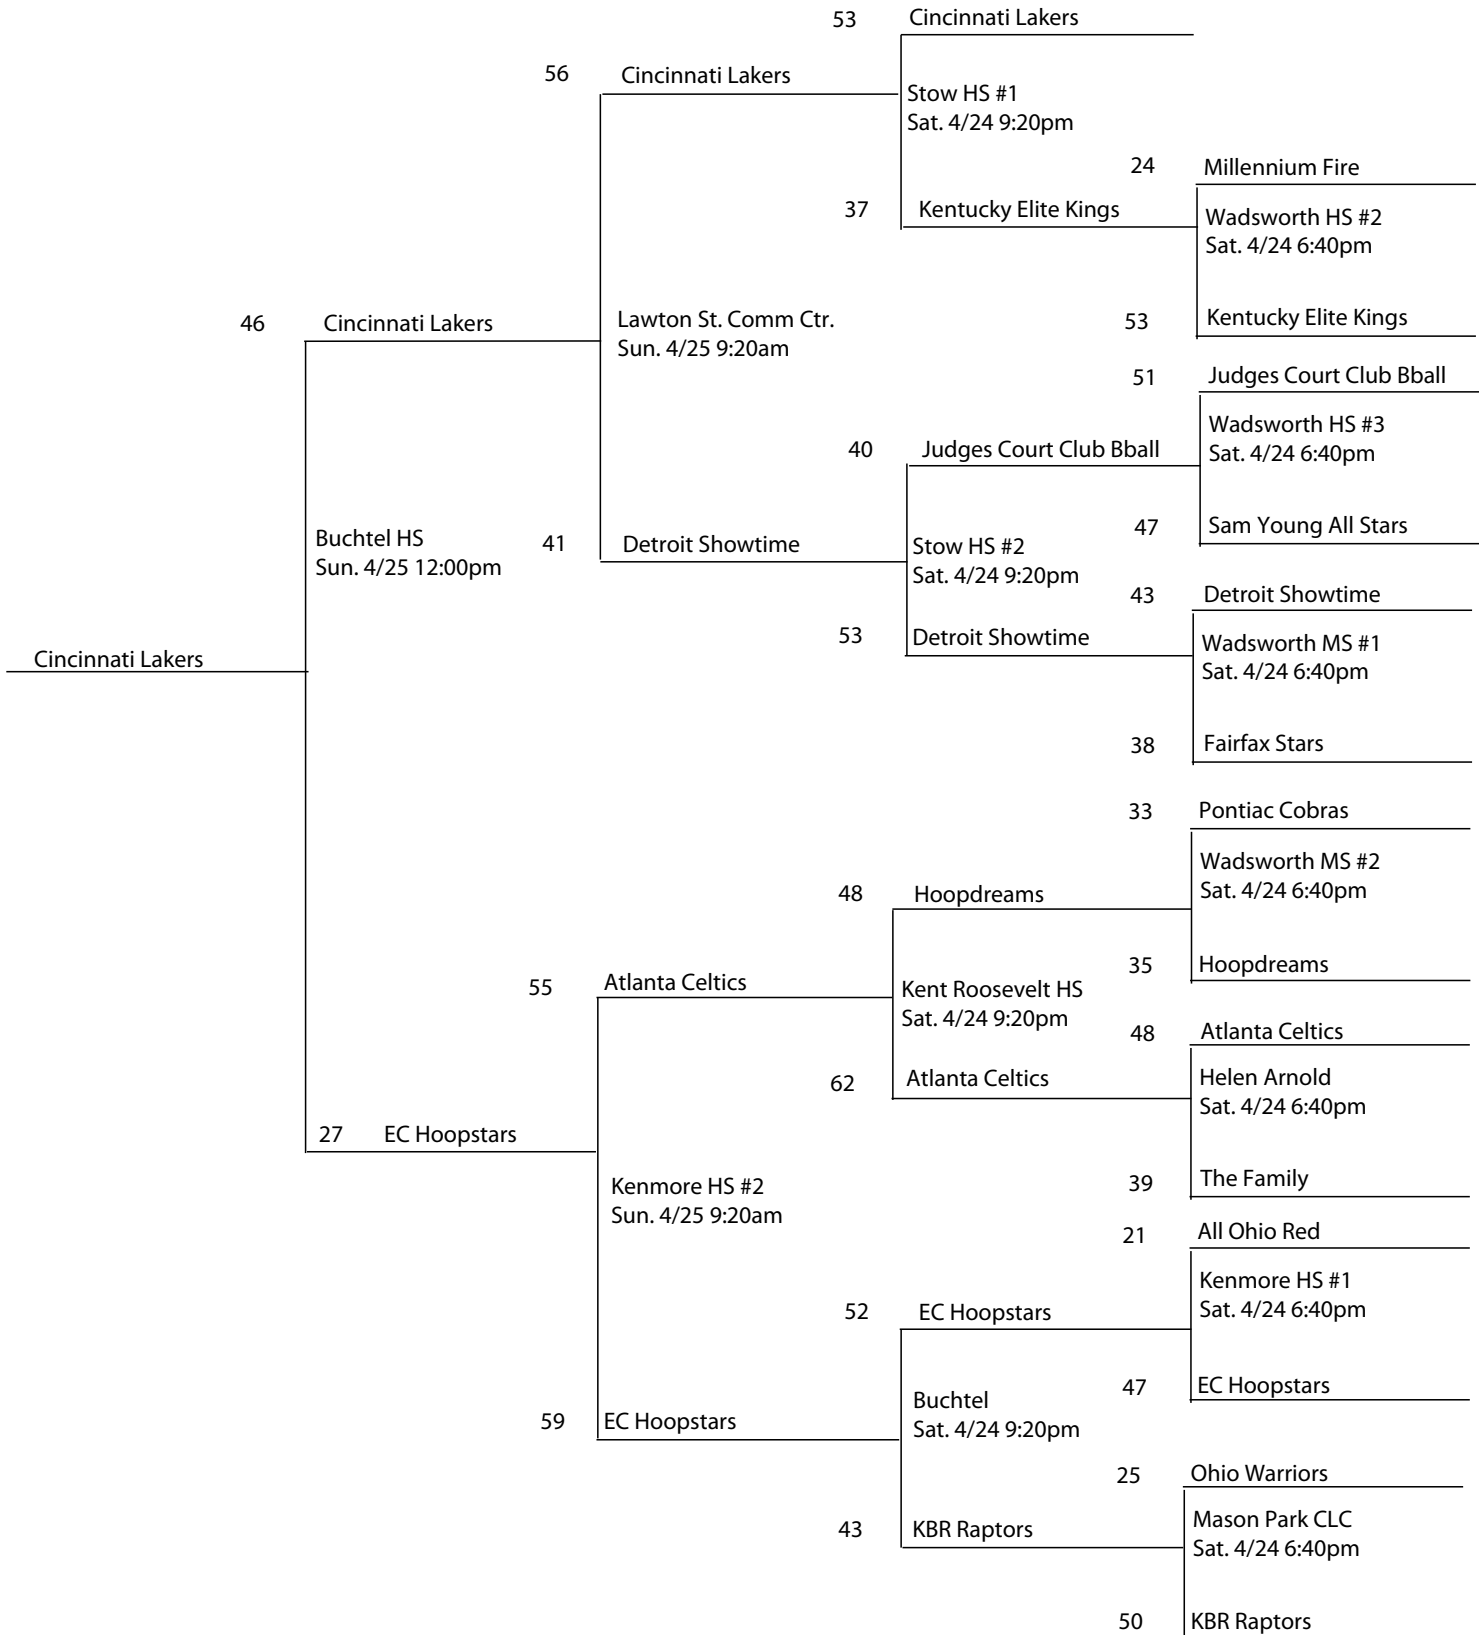 53 Cincinnati Lakers
56 Cincinnati Lakers
Stow HS #1
Sat. 4/24 9:20pm
24 Millennium Fire
37 Kentucky Elite Kings
Wadsworth HS #2
Sat. 4/24 6:40pm
46 Cincinnati Lakers
Lawton St. Comm Ctr.
Sun. 4/25 9:20am
53 Kentucky Elite Kings
51 Judges Court Club Bball
40 Judges Court Club Bball
Wadsworth HS #3
Sat. 4/24 6:40pm
47 Sam Young All Stars
Buchtel HS
Sun. 4/25 12:00pm
41 Detroit Showtime
Stow HS #2
Sat. 4/24 9:20pm
43 Detroit Showtime
53 Detroit Showtime
Wadsworth MS #1
Sat. 4/24 6:40pm
Cincinnati Lakers
38 Fairfax Stars
33 Pontiac Cobras
Wadsworth MS #2
Sat. 4/24 6:40pm
48 Hoopdreams
35 Hoopdreams
55 Atlanta Celtics
Kent Roosevelt HS
Sat. 4/24 9:20pm
48 Atlanta Celtics
62 Atlanta Celtics
Helen Arnold
Sat. 4/24 6:40pm
27 EC Hoopstars
39 The Family
Kenmore HS #2
Sun. 4/25 9:20am
21 All Ohio Red
Kenmore HS #1
Sat. 4/24 6:40pm
52 EC Hoopstars
47 EC Hoopstars
59 EC Hoopstars
Buchtel
Sat. 4/24 9:20pm
25 Ohio Warriors
43 KBR Raptors
Mason Park CLC
Sat. 4/24 6:40pm
50 KBR Raptors